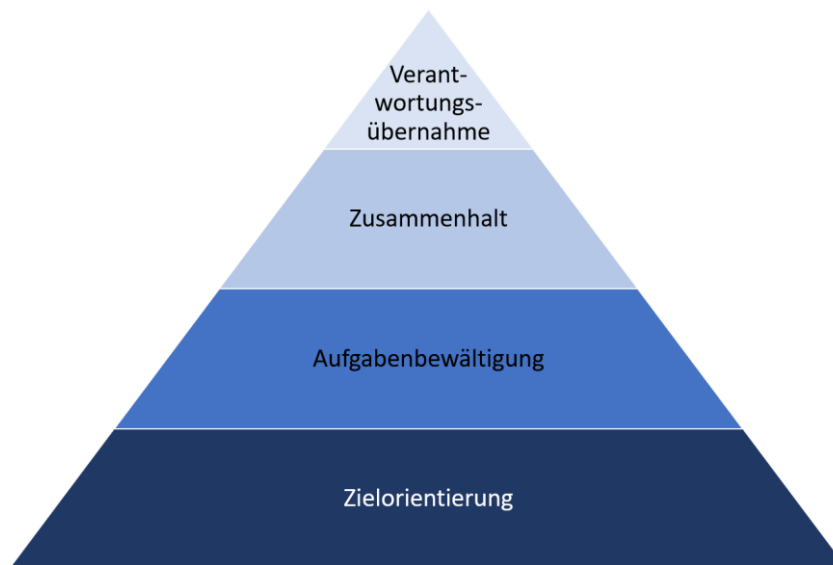 Verant-
wortungs-
übernahme
Zusammenhalt
Aufgabenbewältigung
Zielorientierung